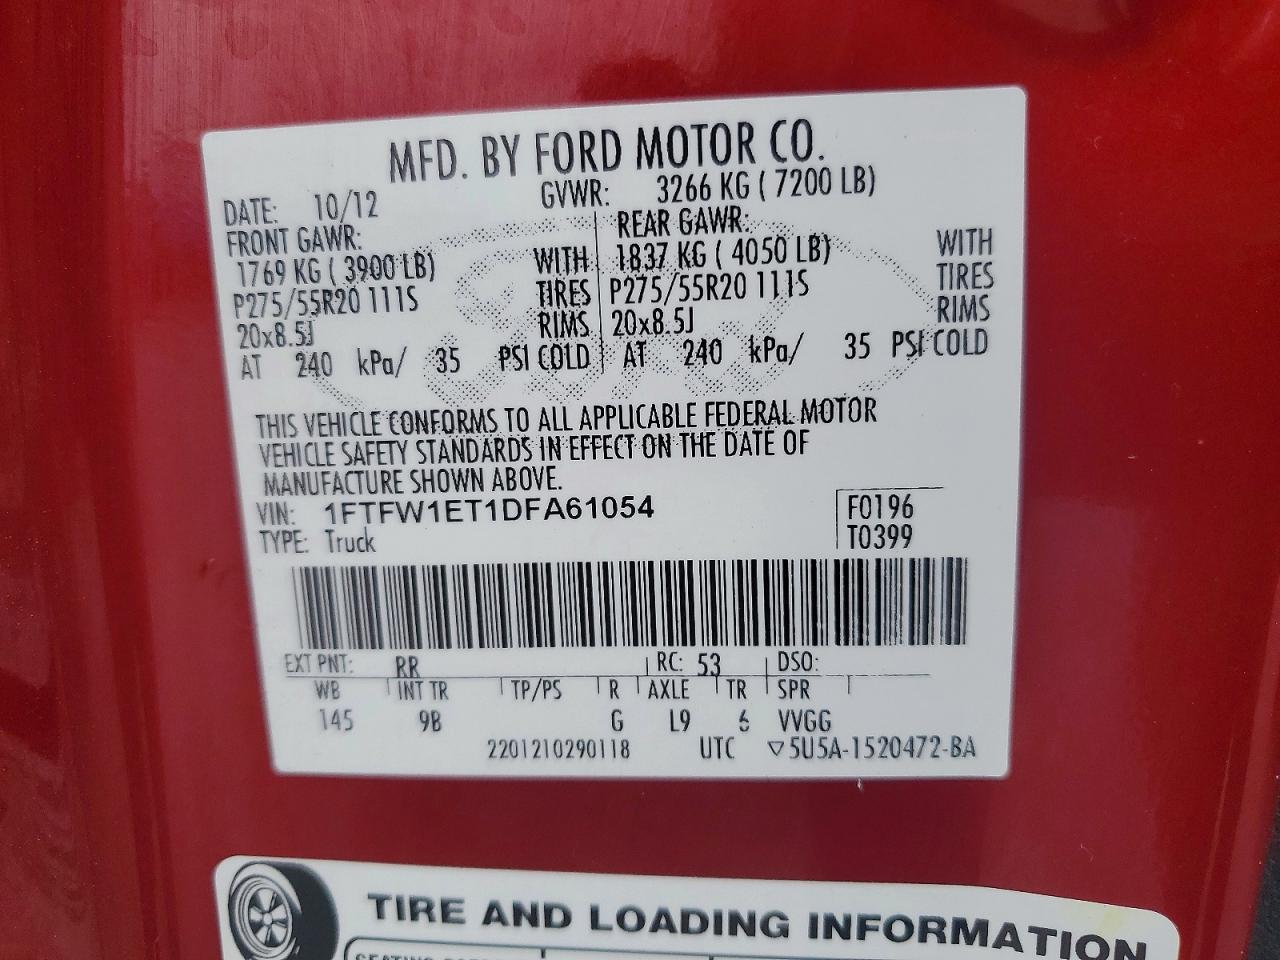 MFD. BY FORD MOTOR CO.
DATE: 10/12 GVWR: 3266 KG ( 7200 LB)
FRONT GAWR: REAR GAWR:
1769 KG ( 3900 LB) WITH 1837 KG ( 4050 LB) WITH
P275/55R20 111S TIRES P275/55R20 111S TIRES
20x8.5J RIMS 20x8.5J RIMS
AT 240 kPa/ 35 PSI COLD AT 240 kPa/ 35 PSI COLD
THIS VEHICLE CONFORMS TO ALL APPLICABLE FEDERAL MOTOR
VEHICLE SAFETY STANDARDS IN EFFECT ON THE DATE OF
MANUFACTURE SHOWN ABOVE.
VIN: 1FTFW1ET1DFA61054 F0196
TYPE: Truck T0399
EXT PNT: RR RC: 53 DSO:
WB INT TR TP/PS R AXLE TR SPR
145 9B G L9 6 VVGG
2201210290118 UTC ▽5U5A-1520472-BA
TIRE AND LOADING INFORMATION